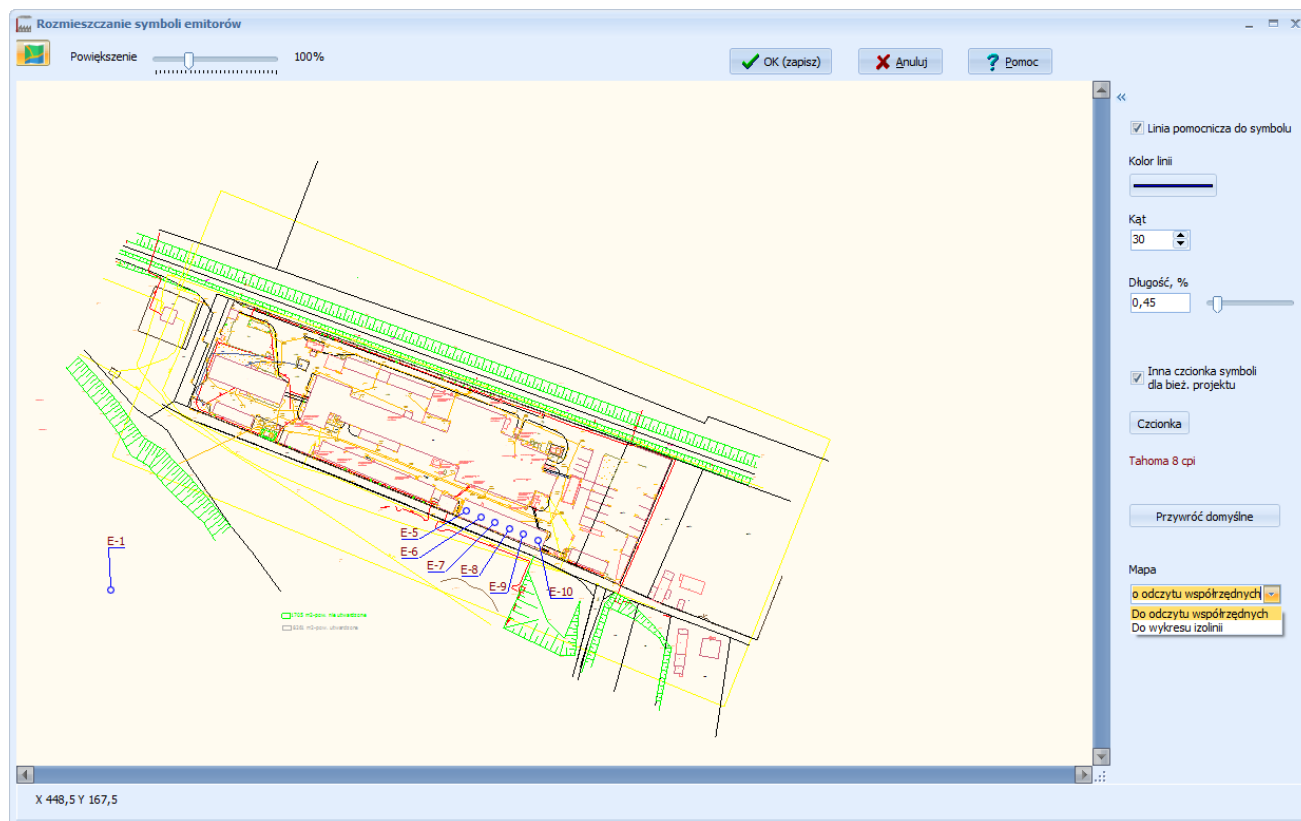 Rozmieszczanie symboli emitorów
Powiększenie
100%
OK (zapisz)
Anuluj
Pomoc
«
Linia pomocnicza do symbolu
Kolor linii
Kąt
30
Długość, %
0,45
Inna czcionka symboli
dla bież. projektu
Czcionka
Tahoma 8 cpi
Przywróć domyślne
Mapa
o odczytu współrzędnych
Do odczytu współrzędnych
Do wykresu izolinii
E-1
E-5
E-6
E-7
E-8
E-9
E-10
X 448,5 Y 167,5